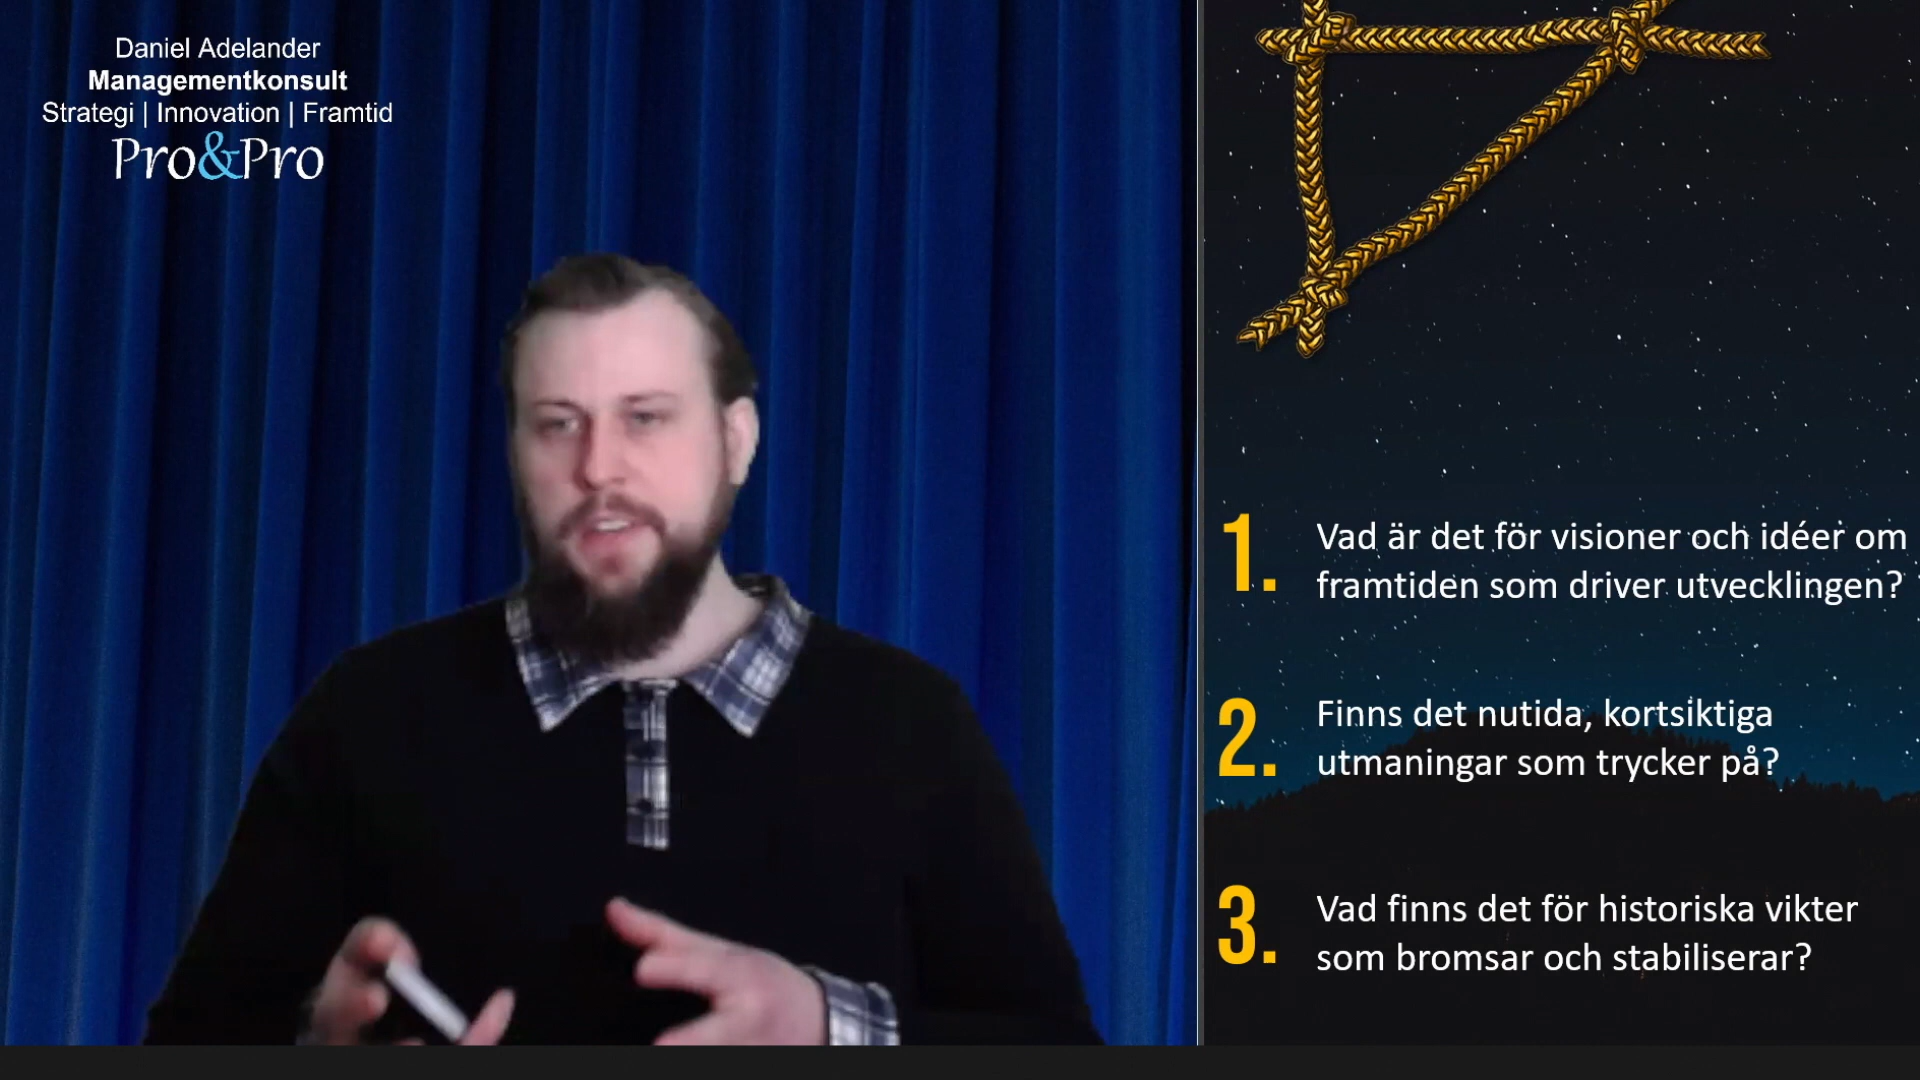 Daniel Adelander
Managementkonsult
Strategi | Innovation | Framtid
Pro&Pro
1. Vad är det för visioner och idéer om
framtiden som driver utvecklingen?
2. Finns det nutida, kortsiktiga
utmaningar som trycker på?
3. Vad finns det för historiska vikter
som bromsar och stabiliserar?